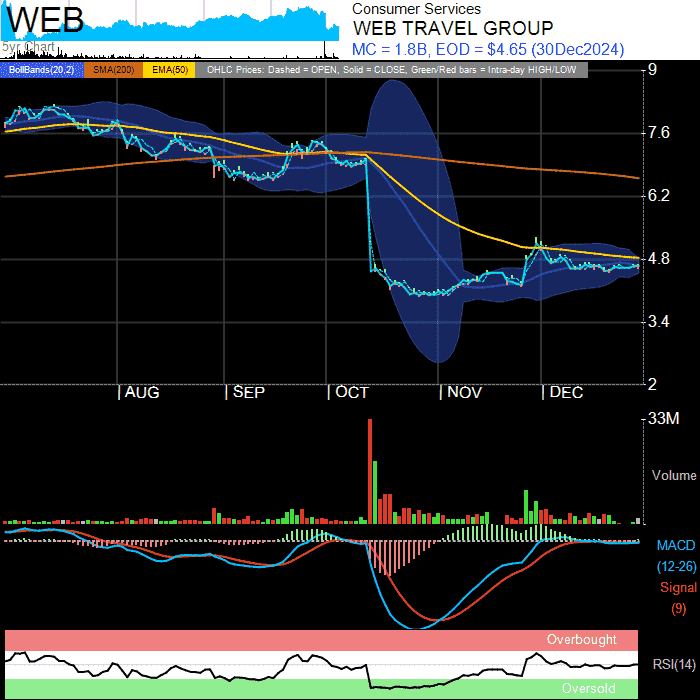 WEB
Consumer Services
WEB TRAVEL GROUP
MC = 1.8B, EOD = $4.65 (30Dec2024)
5yr Chart
BollBands(20,2) SMA(200) EMA(50) OHLC Prices: Dashed = OPEN, Solid = CLOSE, Green/Red bars = Intra-day HIGH/LOW
9
7.6
6.2
4.8
3.4
2
AUG SEP OCT NOV DEC
33M
Volume
MACD
(12-26)
Signal
(9)
Overbought
RSI(14)
Oversold